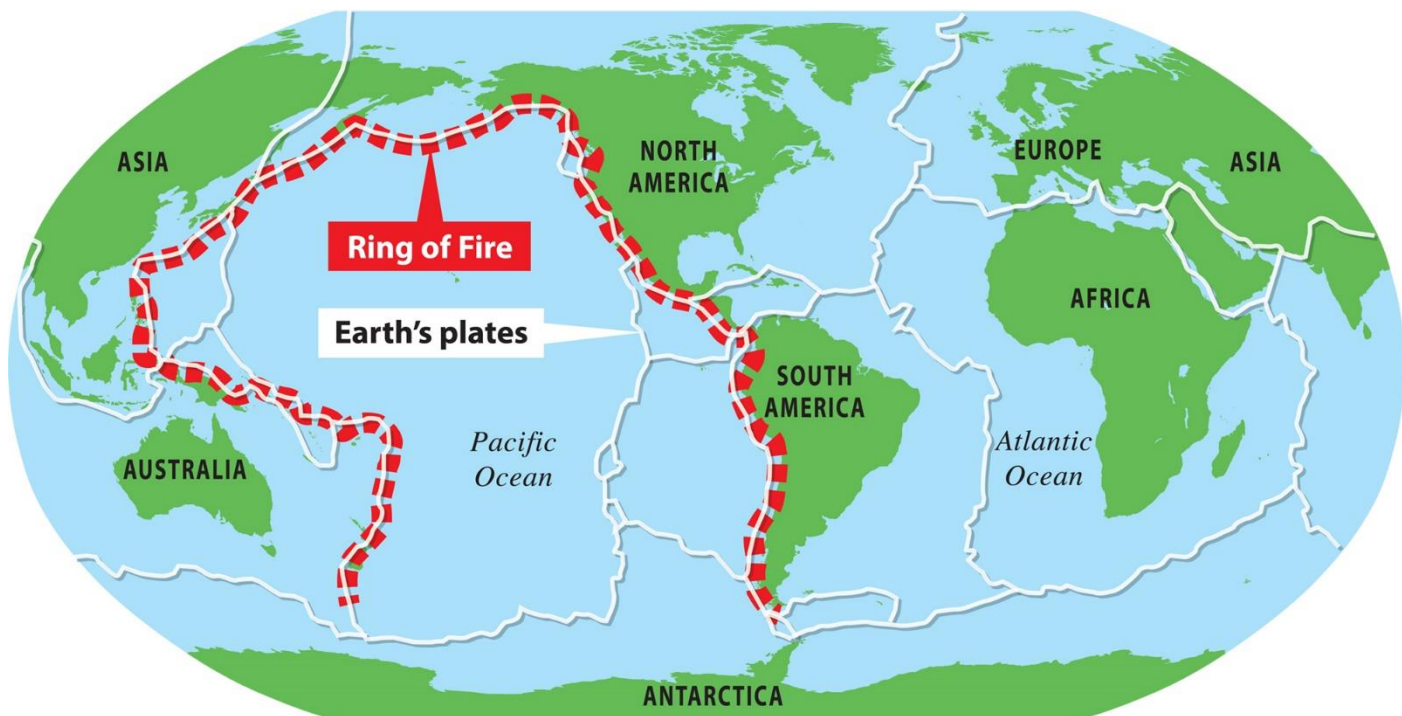 ASIA
NORTH
AMERICA
EUROPE
ASIA
Ring of Fire
Earth's plates
AFRICA
SOUTH
AMERICA
AUSTRALIA
Pacific
Ocean
Atlantic
Ocean
ANTARCTICA